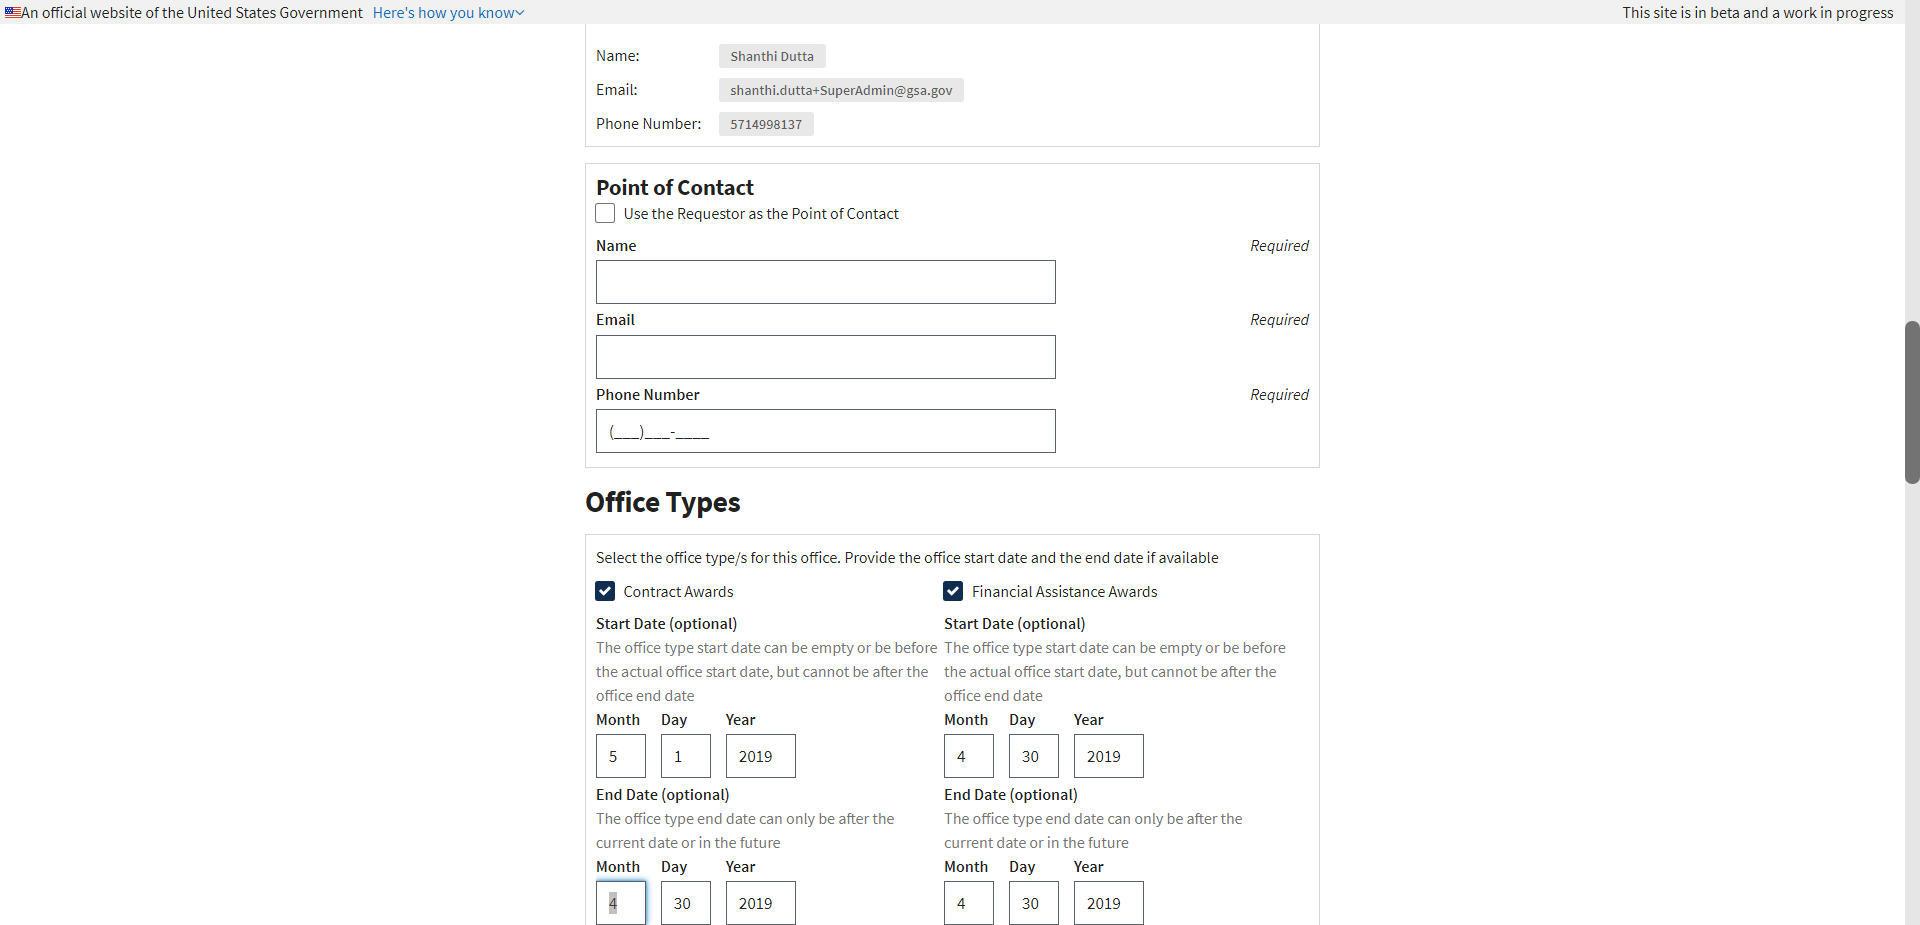 An official website of the United States Government Here's how you know
This site is in beta and a work in progress
Name: Shanthi Dutta
Email: shanthi.dutta+SuperAdmin@gsa.gov
Phone Number: 5714998137
Point of Contact
Use the Requestor as the Point of Contact
Name Required
Email Required
Phone Number Required
(___)___-____
Office Types
Select the office type/s for this office. Provide the office start date and the end date if available
Contract Awards
Start Date (optional)
The office type start date can be empty or be before
the actual office start date, but cannot be after the
office end date
Month Day Year
5 1 2019
End Date (optional)
The office type end date can only be after the
current date or in the future
Month Day Year
4 30 2019
Financial Assistance Awards
Start Date (optional)
The office type start date can be empty or be before
the actual office start date, but cannot be after the
office end date
Month Day Year
4 30 2019
End Date (optional)
The office type end date can only be after the
current date or in the future
Month Day Year
4 30 2019